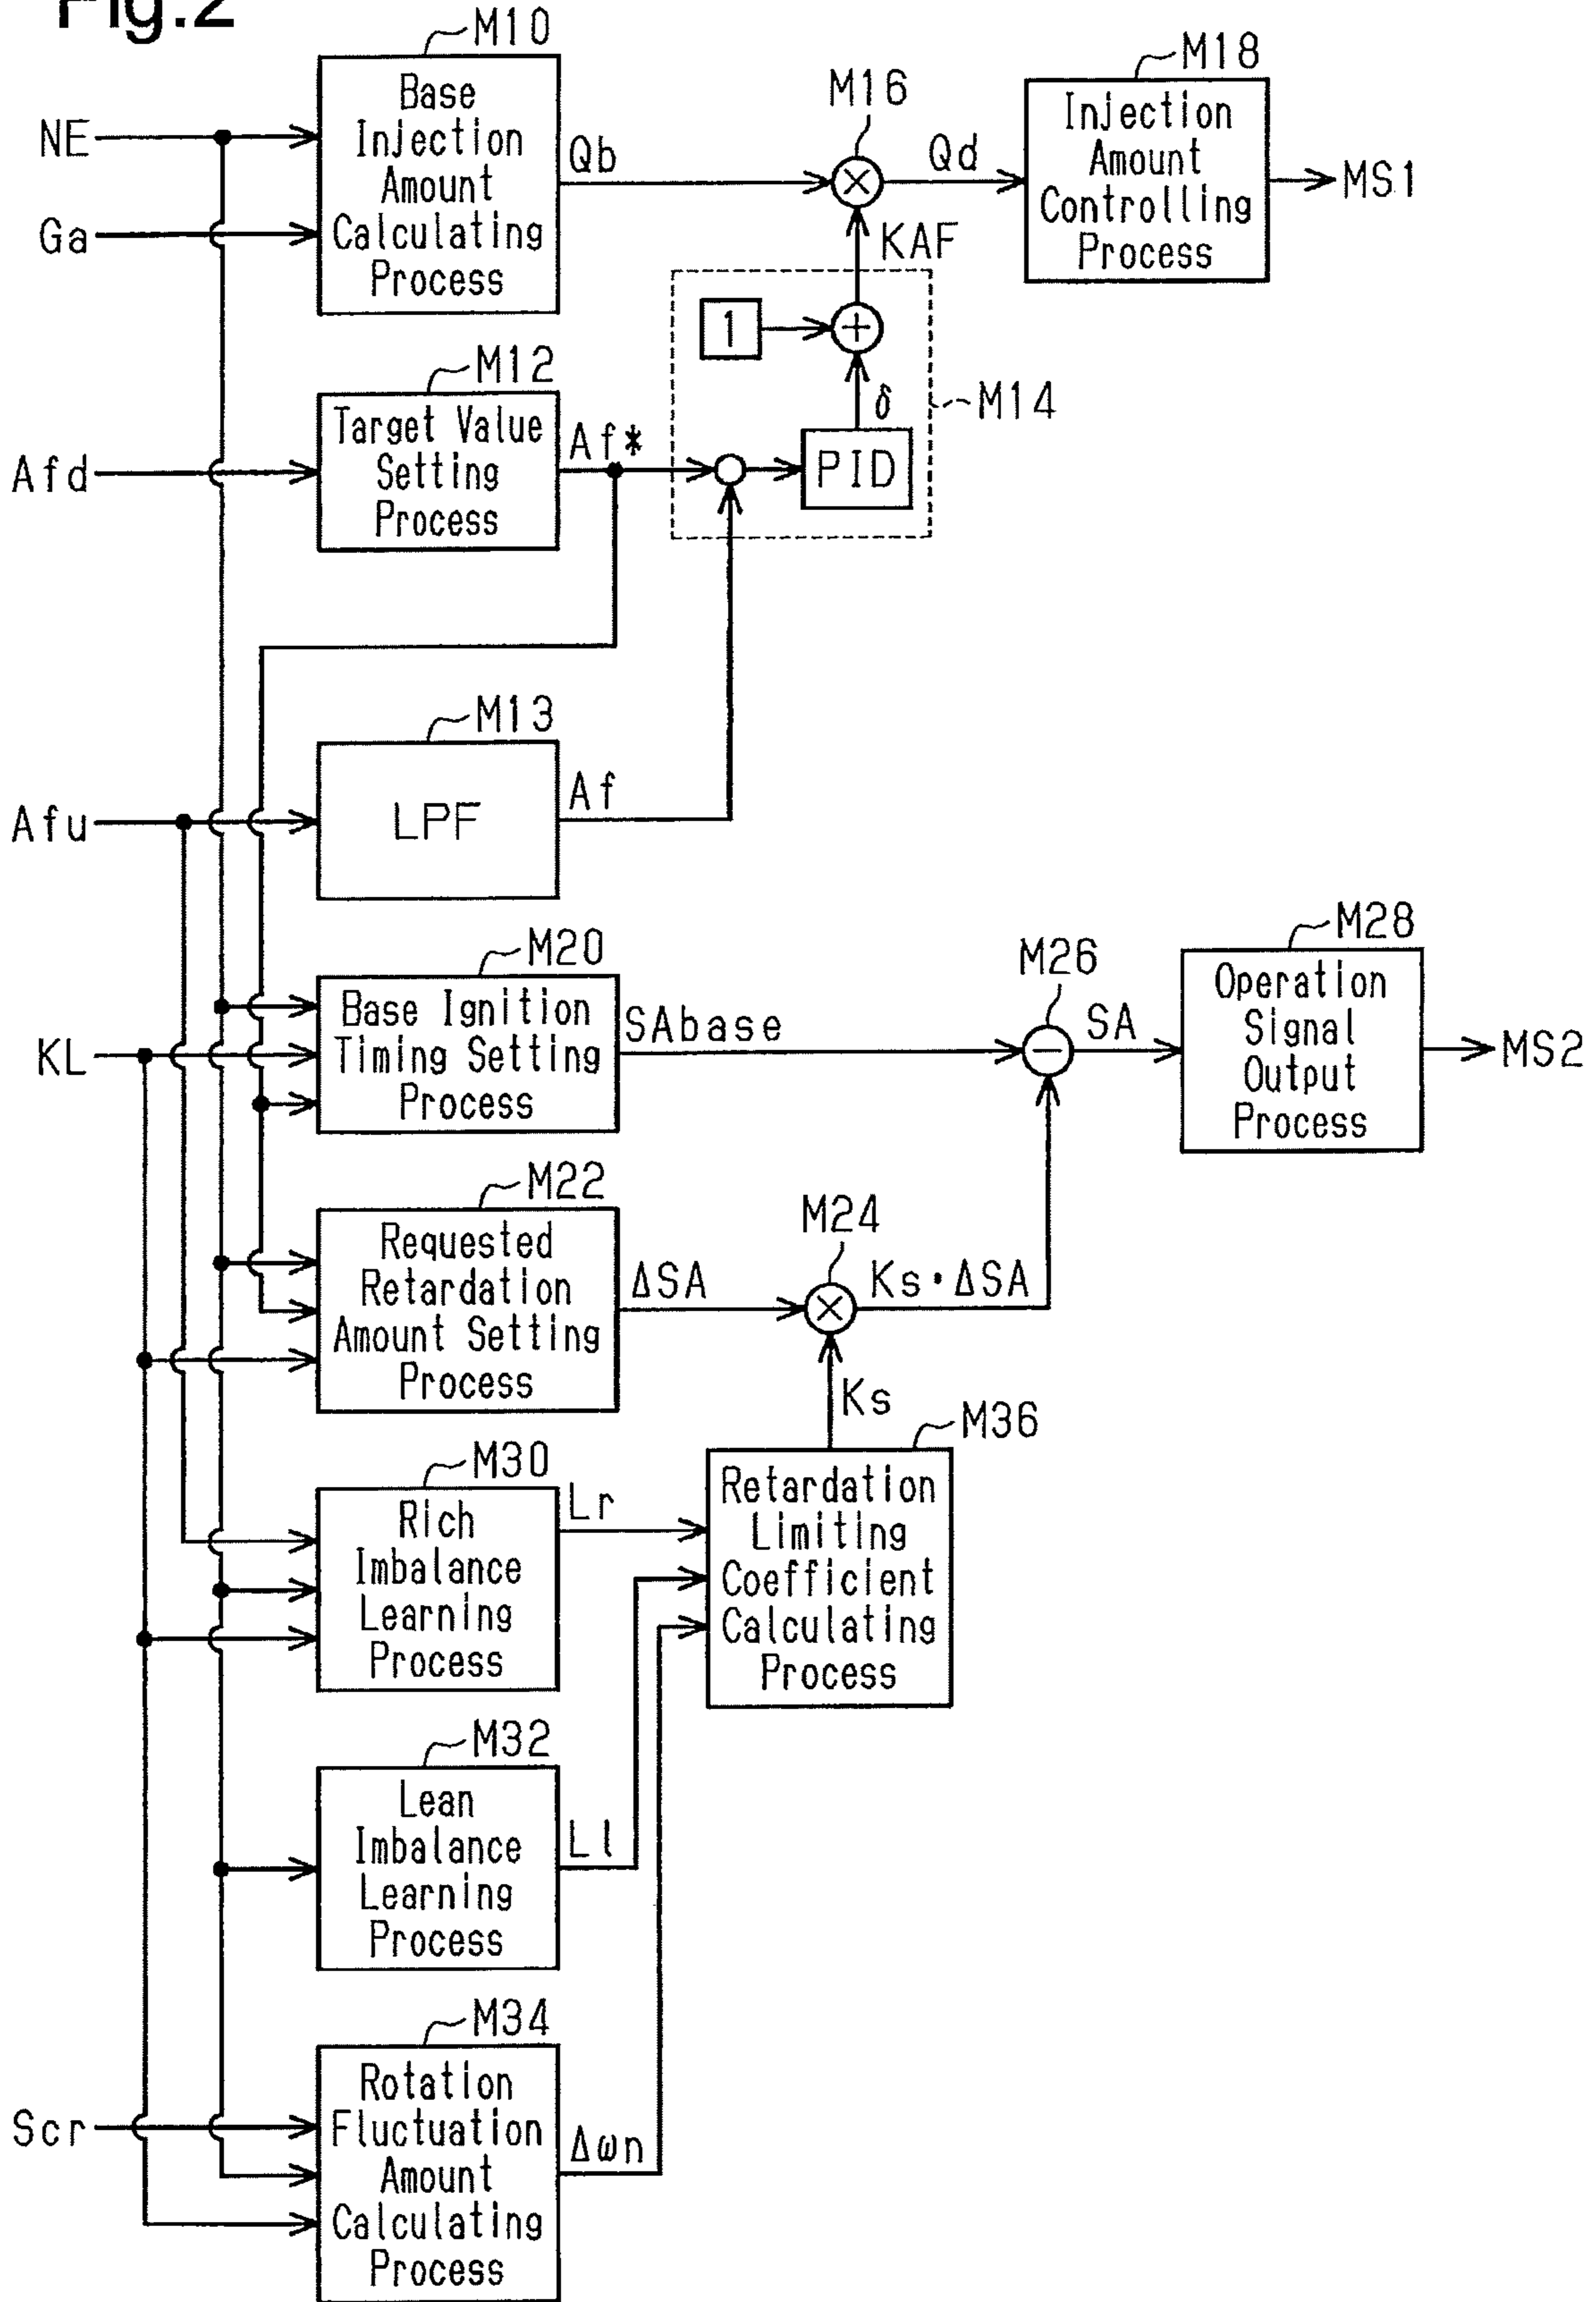 Fig.2
M10
Base
Injection
Amount
Calculating
Process
NE
Ga
Qb
M16
Qd
M18
Injection
Amount
Controlling
Process
MS1
KAF
1
+
δ
M14
PID
M12
Target Value
Setting
Process
Afd
Af*
M13
LPF
Afu
Af
M20
Base Ignition
Timing Setting
Process
KL
SAbase
M26
SA
M28
Operation
Signal
Output
Process
MS2
M22
Requested
Retardation
Amount Setting
Process
ΔSA
M24
Ks·ΔSA
Ks
M36
Retardation
Limiting
Coefficient
Calculating
Process
M30
Rich
Imbalance
Learning
Process
Lr
M32
Lean
Imbalance
Learning
Process
Ll
M34
Rotation
Fluctuation
Amount
Calculating
Process
Scr
Δωn